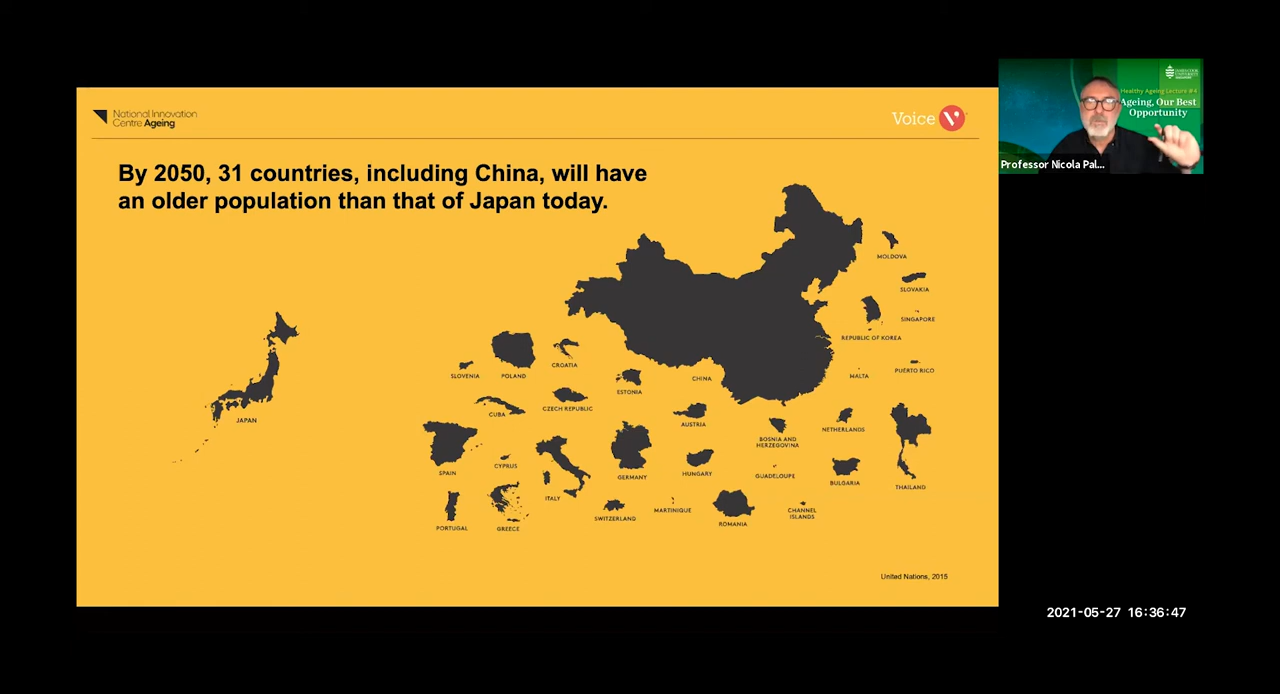 National Innovation
Centre Ageing
Voice
By 2050, 31 countries, including China, will have
an older population than that of Japan today.
JAPAN
MOLDOVA
SLOVAKIA
SINGAPORE
REPUBLIC OF KOREA
CROATIA
PUERTO RICO
SLOVENIA
POLAND
CHINA
MALTA
ESTONIA
CUBA
CZECH REPUBLIC
AUSTRIA
NETHERLANDS
BOSNIA AND
HERZEGOVINA
SPAIN
CYPRUS
GERMANY
HUNGARY
GUADELOUPE
BULGARIA
THAILAND
ITALY
PORTUGAL
GREECE
SWITZERLAND
MARTINIQUE
ROMANIA
CHANNEL
ISLANDS
United Nations, 2015
JAMES COOK
UNIVERSITY
SINGAPORE
Healthy Ageing Lecture #4
Ageing, Our Best
Opportunity
Professor Nicola Pal...
2021-05-27 16:36:47